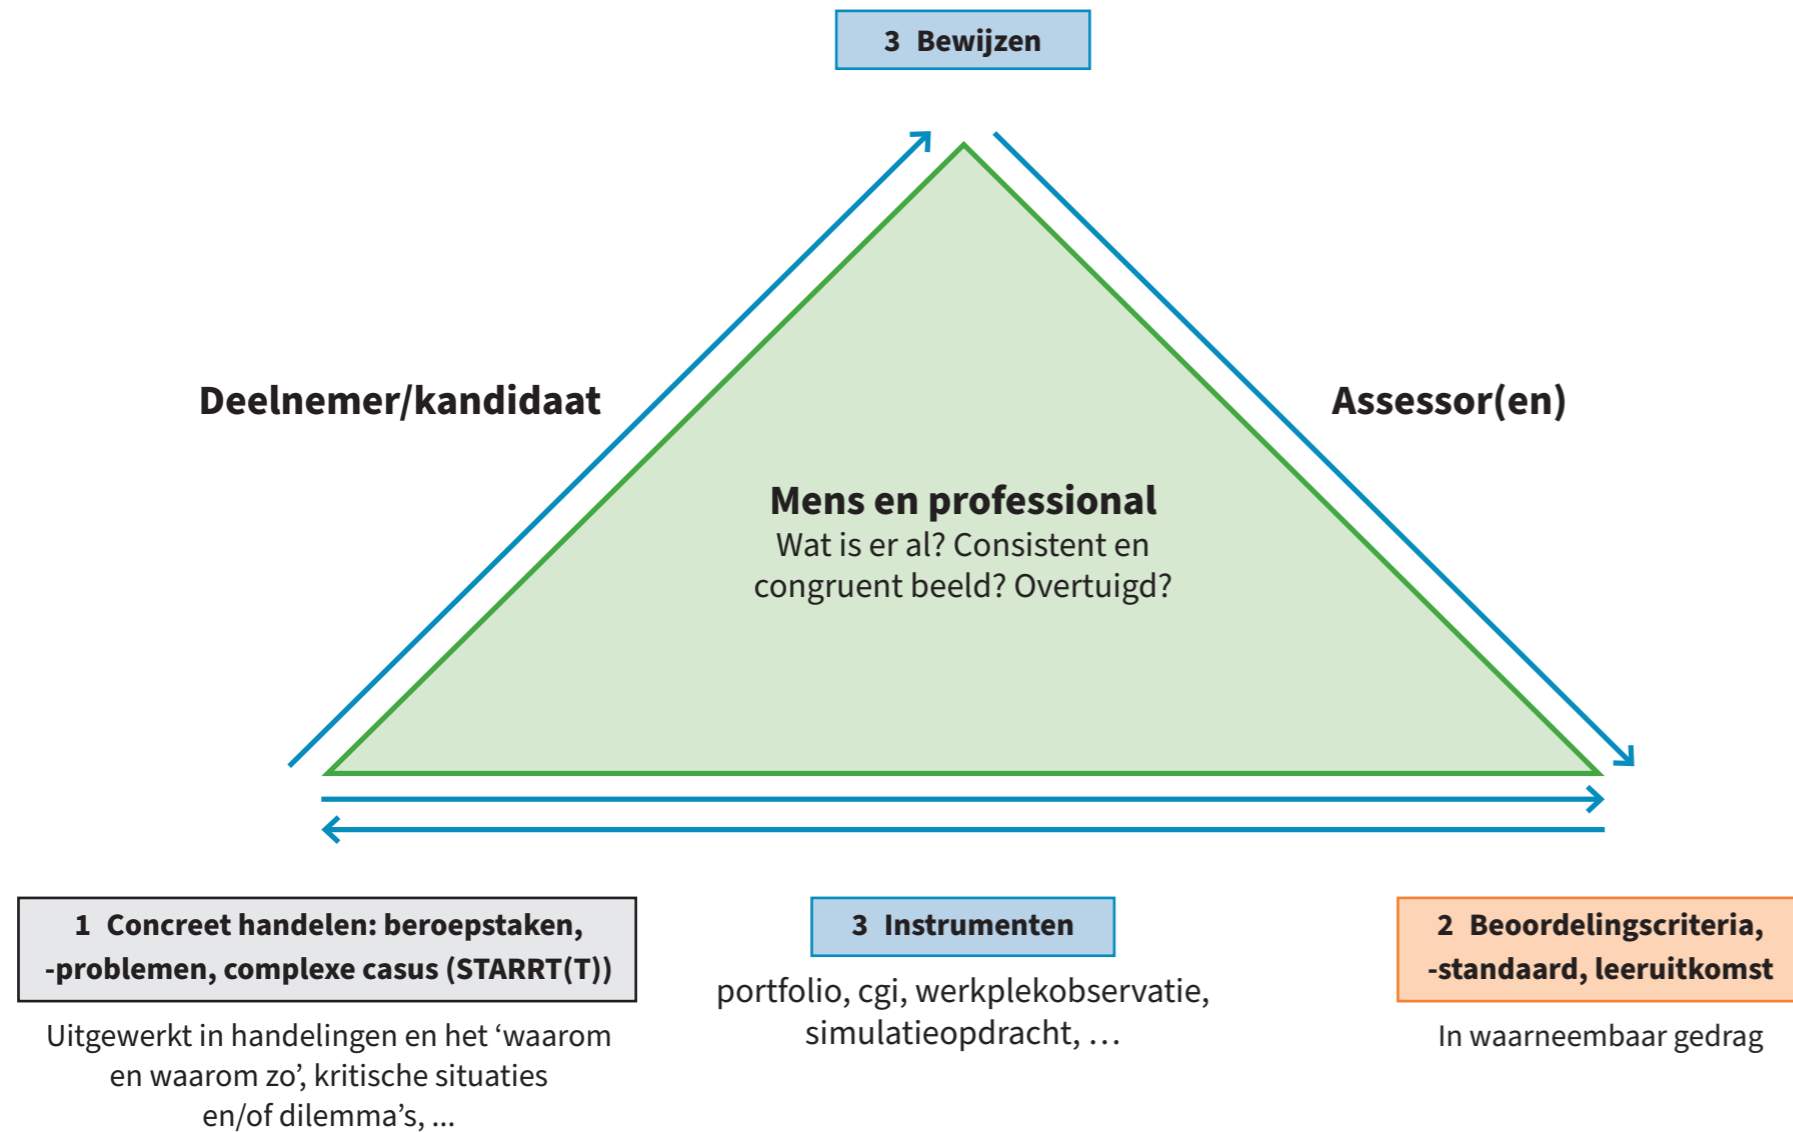 3 Bewijzen
Deelnemer/kandidaat
Assessor(en)
Mens en professional
Wat is er al? Consistent en
congruent beeld? Overtuigd?
1 Concreet handelen: beroepstaken,
-problemen, complexe casus (STARRT(T))
Uitgewerkt in handelingen en het ‘waarom
en waarom zo’, kritische situaties
en/of dilemma’s, ...
3 Instrumenten
portfolio, cgi, werkplekobservatie,
simulatieopdracht, …
2 Beoordelingscriteria,
-standaard, leeruitkomst
In waarneembaar gedrag